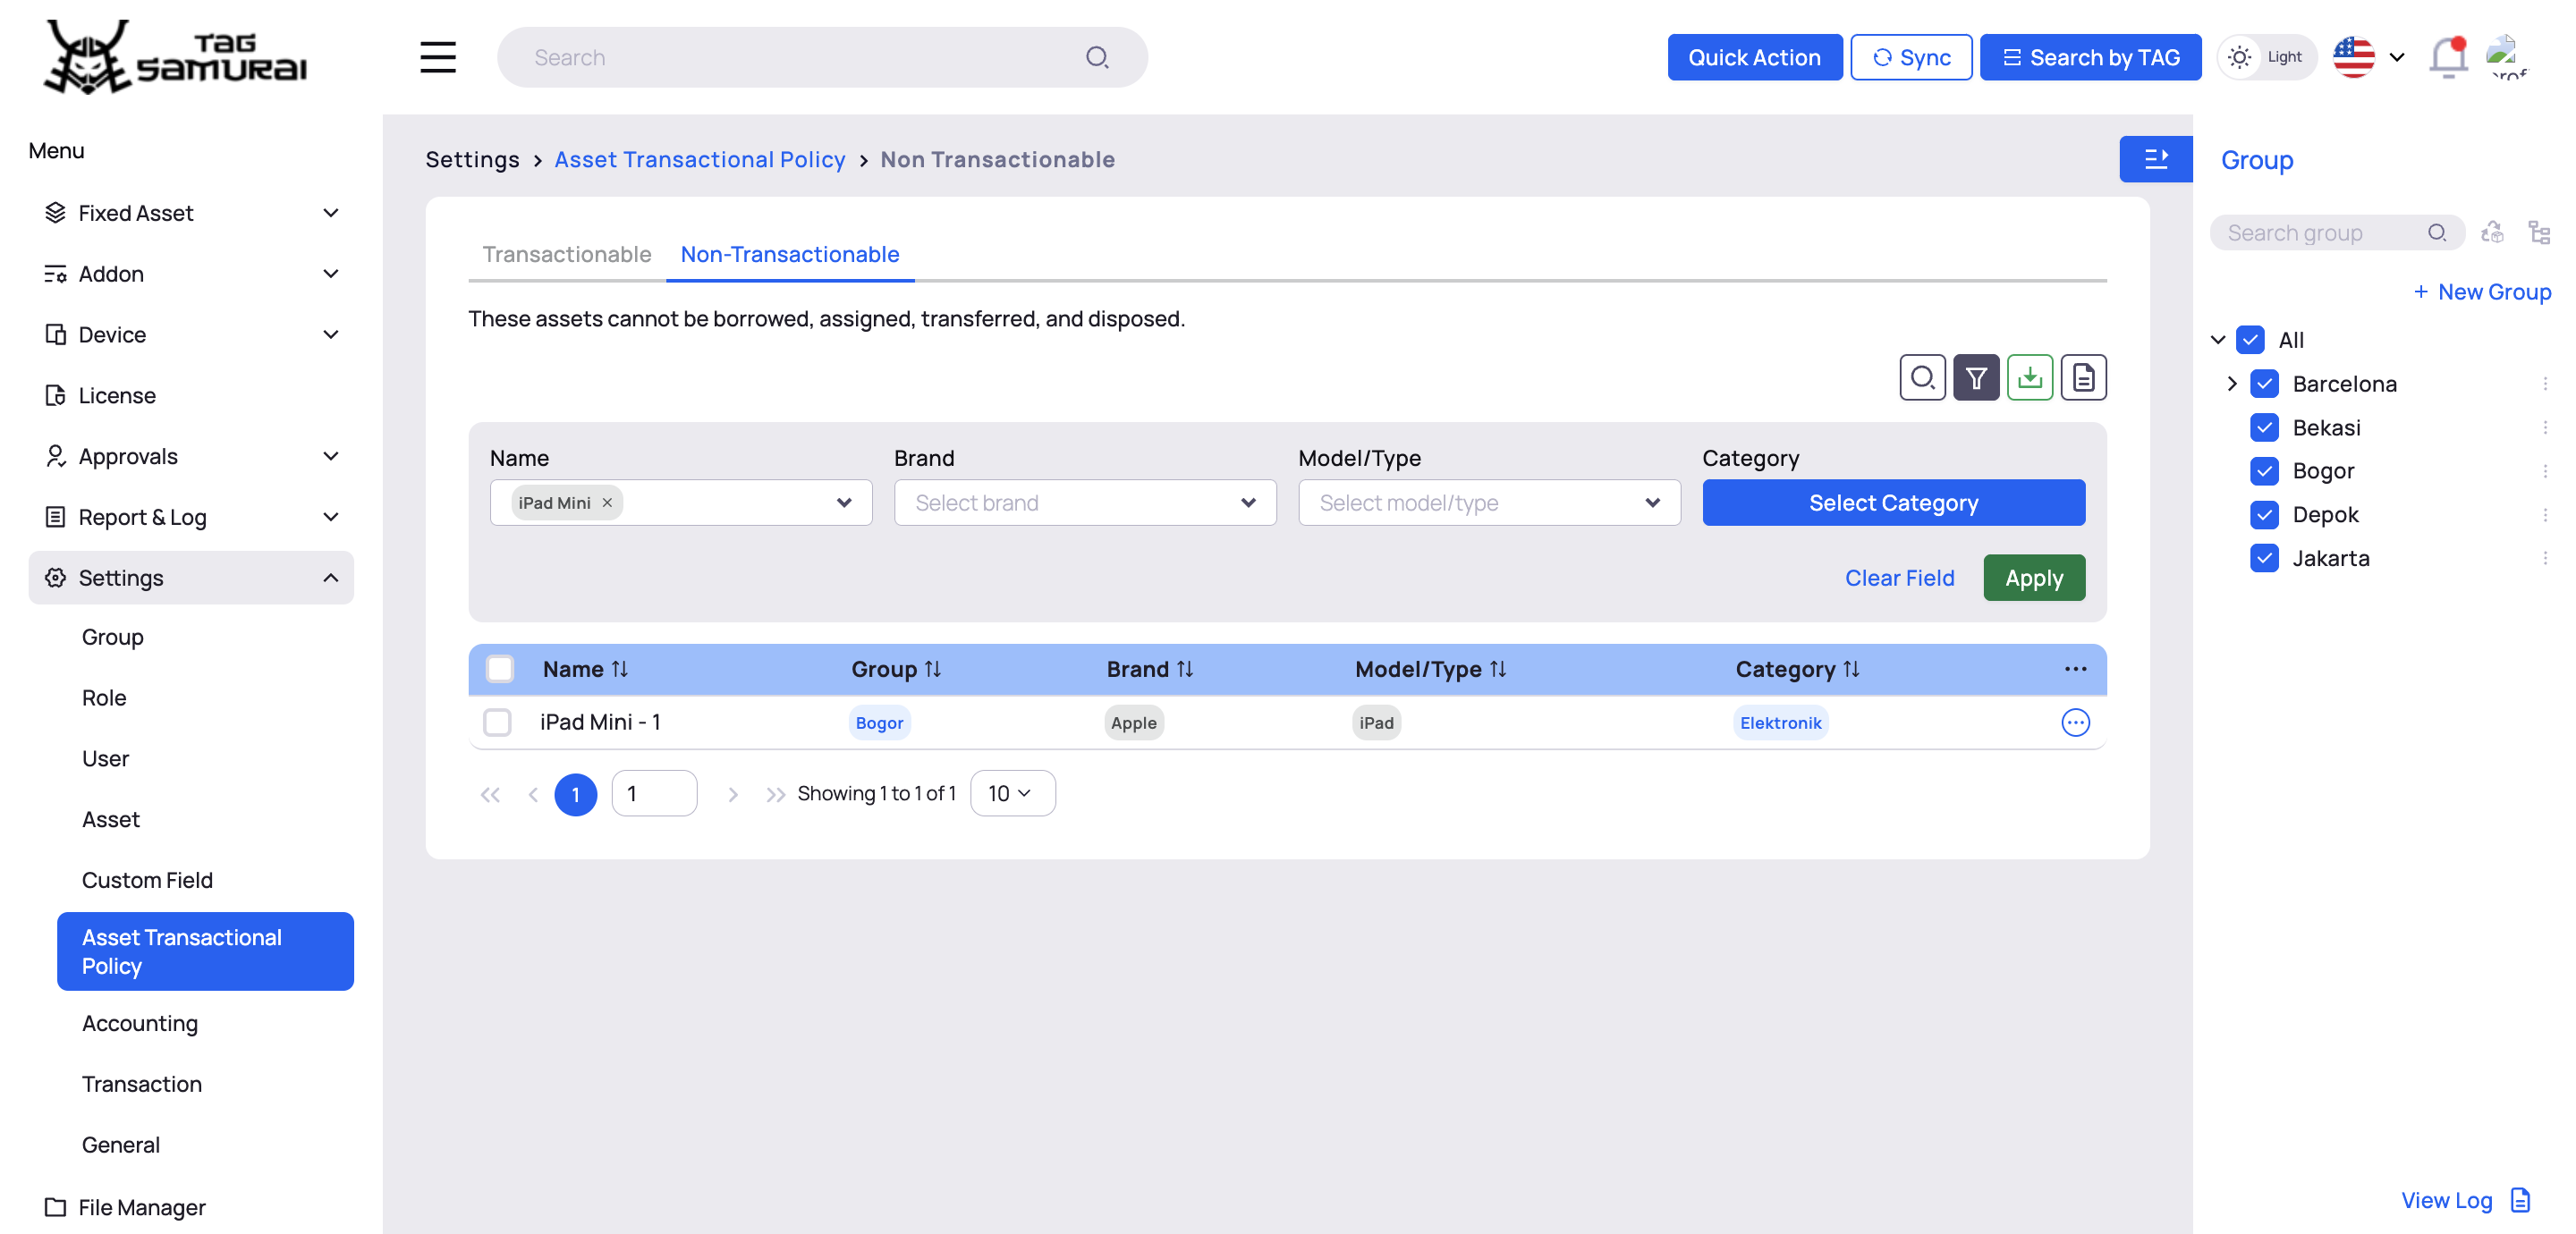 TAG
SAMURAI
Search
Quick Action
Sync
Search by TAG
Light
Menu
Fixed Asset
Addon
Device
License
Approvals
Report & Log
Settings
Group
Role
User
Asset
Custom Field
Asset Transactional
Policy
Accounting
Transaction
General
File Manager
Settings > Asset Transactional Policy > Non Transactionable
Transactionable Non-Transactionable
These assets cannot be borrowed, assigned, transferred, and disposed.
Name Brand Model/Type Category
iPad Mini × Select brand Select model/type Select Category
Clear Field Apply
Name Group Brand Model/Type Category
iPad Mini - 1 Bogor Apple iPad Elektronik
1 1 Showing 1 to 1 of 1 10
Group
Search group
+ New Group
All
Barcelona
Bekasi
Bogor
Depok
Jakarta
View Log